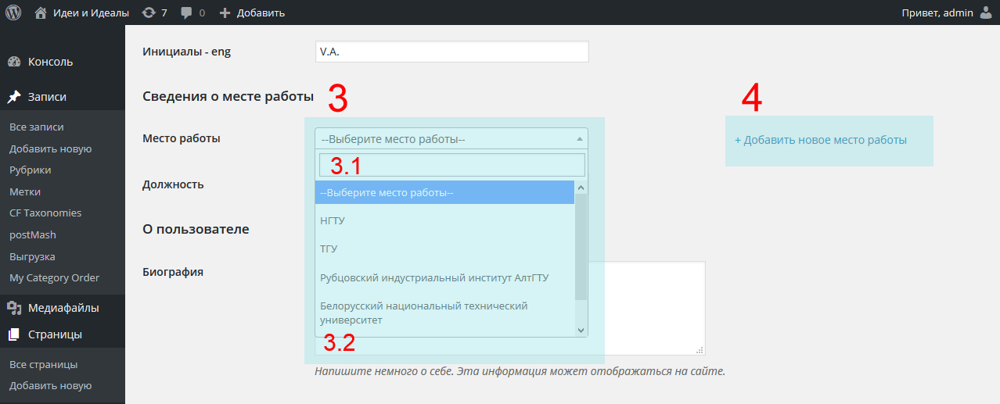 Идеи и Идеалы 7 0 Добавить Привет, admin
Консоль
Записи
Все записи
Добавить новую
Рубрики
Метки
CF Taxonomies
postMash
Выгрузка
My Category Order
Медиафайлы
Страницы
Все страницы
Добавить новую
Инициалы - eng V.A.
Сведения о месте работы 3 4
Место работы --Выберите место работы-- + Добавить новое место работы
3.1
Должность
--Выберите место работы--
НГТУ
О пользователе
ТГУ
Биография
Рубцовский индустриальный институт АлтГТУ
Белорусский национальный технический
университет
3.2
Напишите немного о себе. Эта информация может отображаться на сайте.